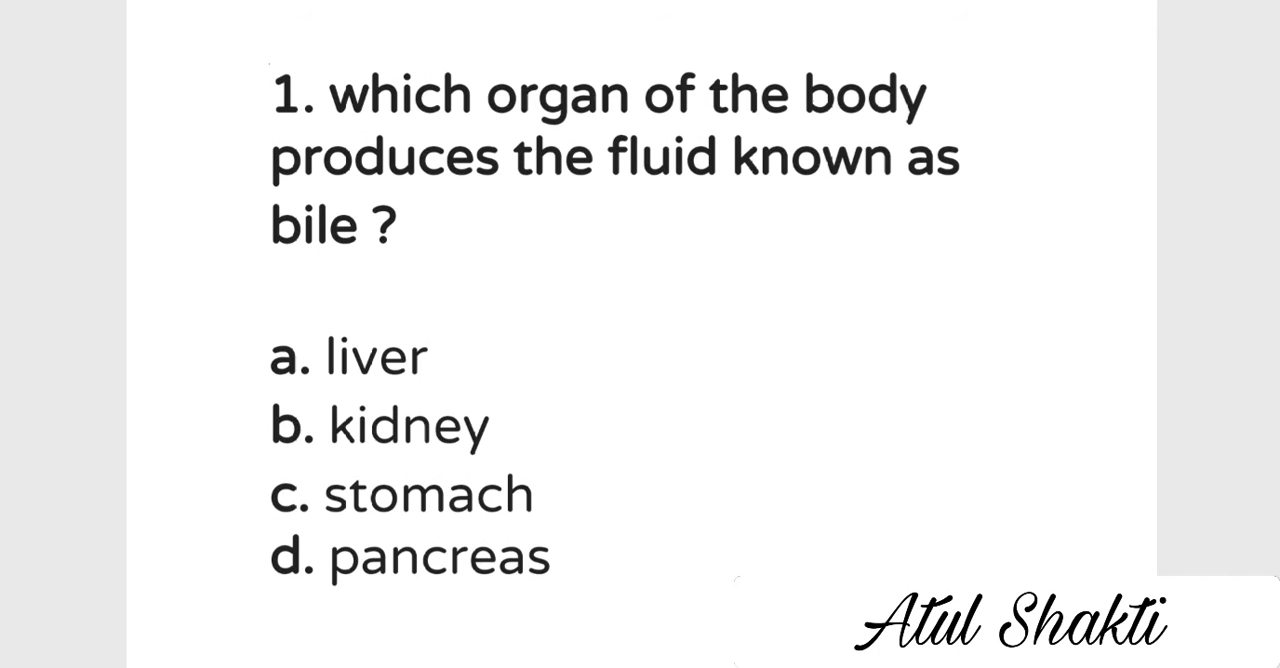 1. which organ of the body
produces the fluid known as
bile ?
a. liver
b. kidney
c. stomach
d. pancreas
Atul Shakti